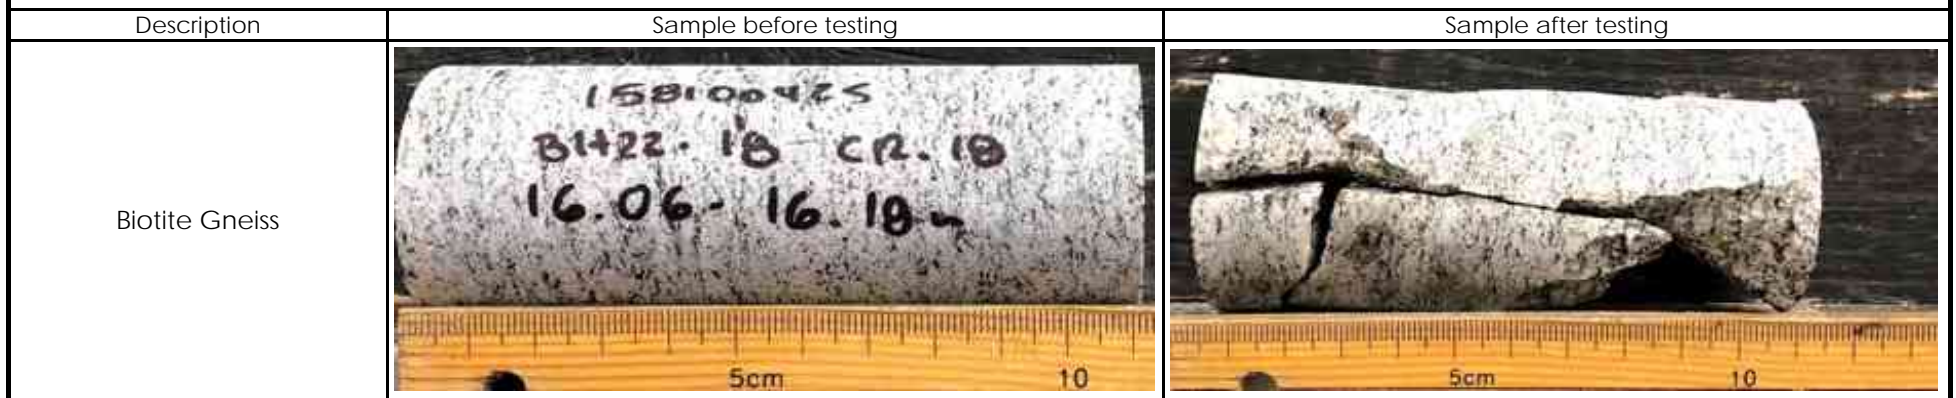 Description
Sample before testing
Sample after testing
Biotite Gneiss
158100425
BH22. 18 CR. 18
16.06- 16.18m
5cm
10
5cm
10